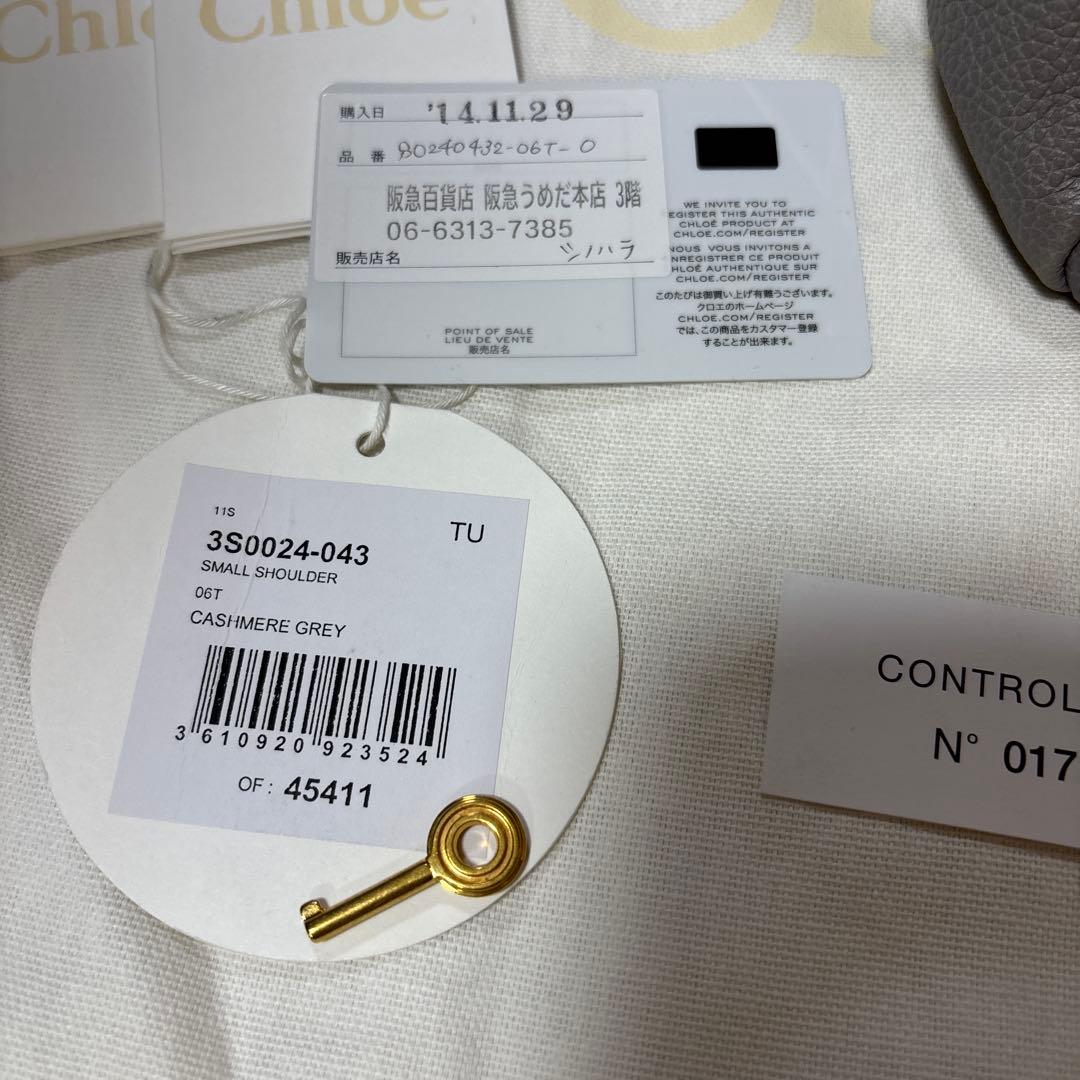 Chlo
Chloé
Ch
購入日 '14.11.29
品 番 80240432-06T-0
阪急百貨店 阪急うめだ本店 3階
06-6313-7385
販売店名 シノハラ
POINT OF SALE
LIEU DE VENTE
販売店名
WE INVITE YOU TO
EGISTER THIS AUTHENTIC
CHLOÉ PRODUCT AT
CHLOE.COM/REGISTER
NOUS VOUS INVITONS A
NREGISTRER CE PRODUIT
HLOÉ AUTHENTIQUE SUR
CHLOE.COM/REGISTER
このたびは御買い上げ有難うございます。
クロエのホームページ
CHLOE.COM/REGISTER
では、この商品をカスタマー登録
することが出来ます。
11S
TU
3S0024-043
SMALL SHOULDER
06T
CASHMERE GREY
3 610920 923524
OF: 45411
CONTROL
N° 017